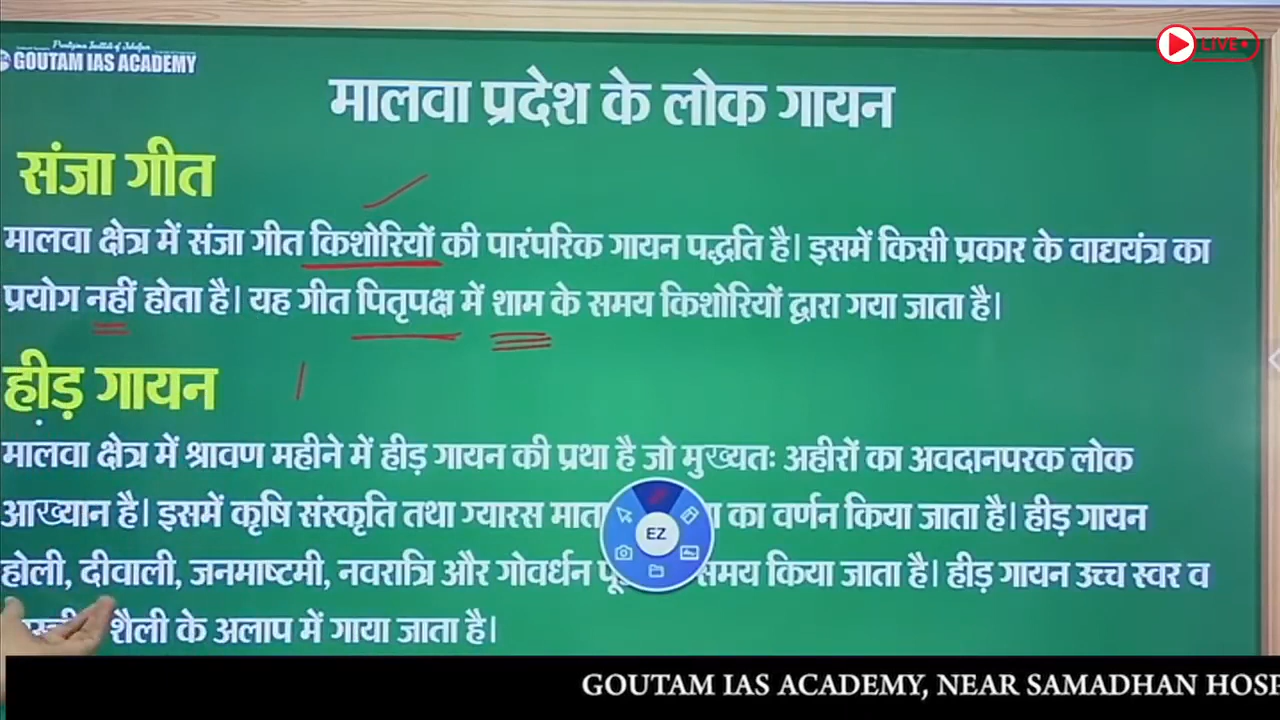 GOUTAM IAS ACADEMY
LIVE
मालवा प्रदेश के लोक गायन
संजा गीत
मालवा क्षेत्र में संजा गीत किशोरियों की पारंपरिक गायन पद्धति है। इसमें किसी प्रकार के वाद्ययंत्र का
प्रयोग नहीं होता है। यह गीत पितृपक्ष में शाम के समय किशोरियों द्वारा गया जाता है।
हीड़ गायन
मालवा क्षेत्र में श्रावण महीने में हीड़ गायन की प्रथा है जो मुख्यतः अहीरों का अवदानपरक लोक
आख्यान है। इसमें कृषि संस्कृति तथा ग्यारस का वर्णन किया जाता है। हीड़ गायन
EZ
होली, दीवाली, जनमाष्टमी, नवरात्रि और गोवर्धन समय किया जाता है। हीड़ गायन उच्च स्वर व
शैली के अलाप में गाया जाता है।
GOUTAM IAS ACADEMY, NEAR SAMADHAN